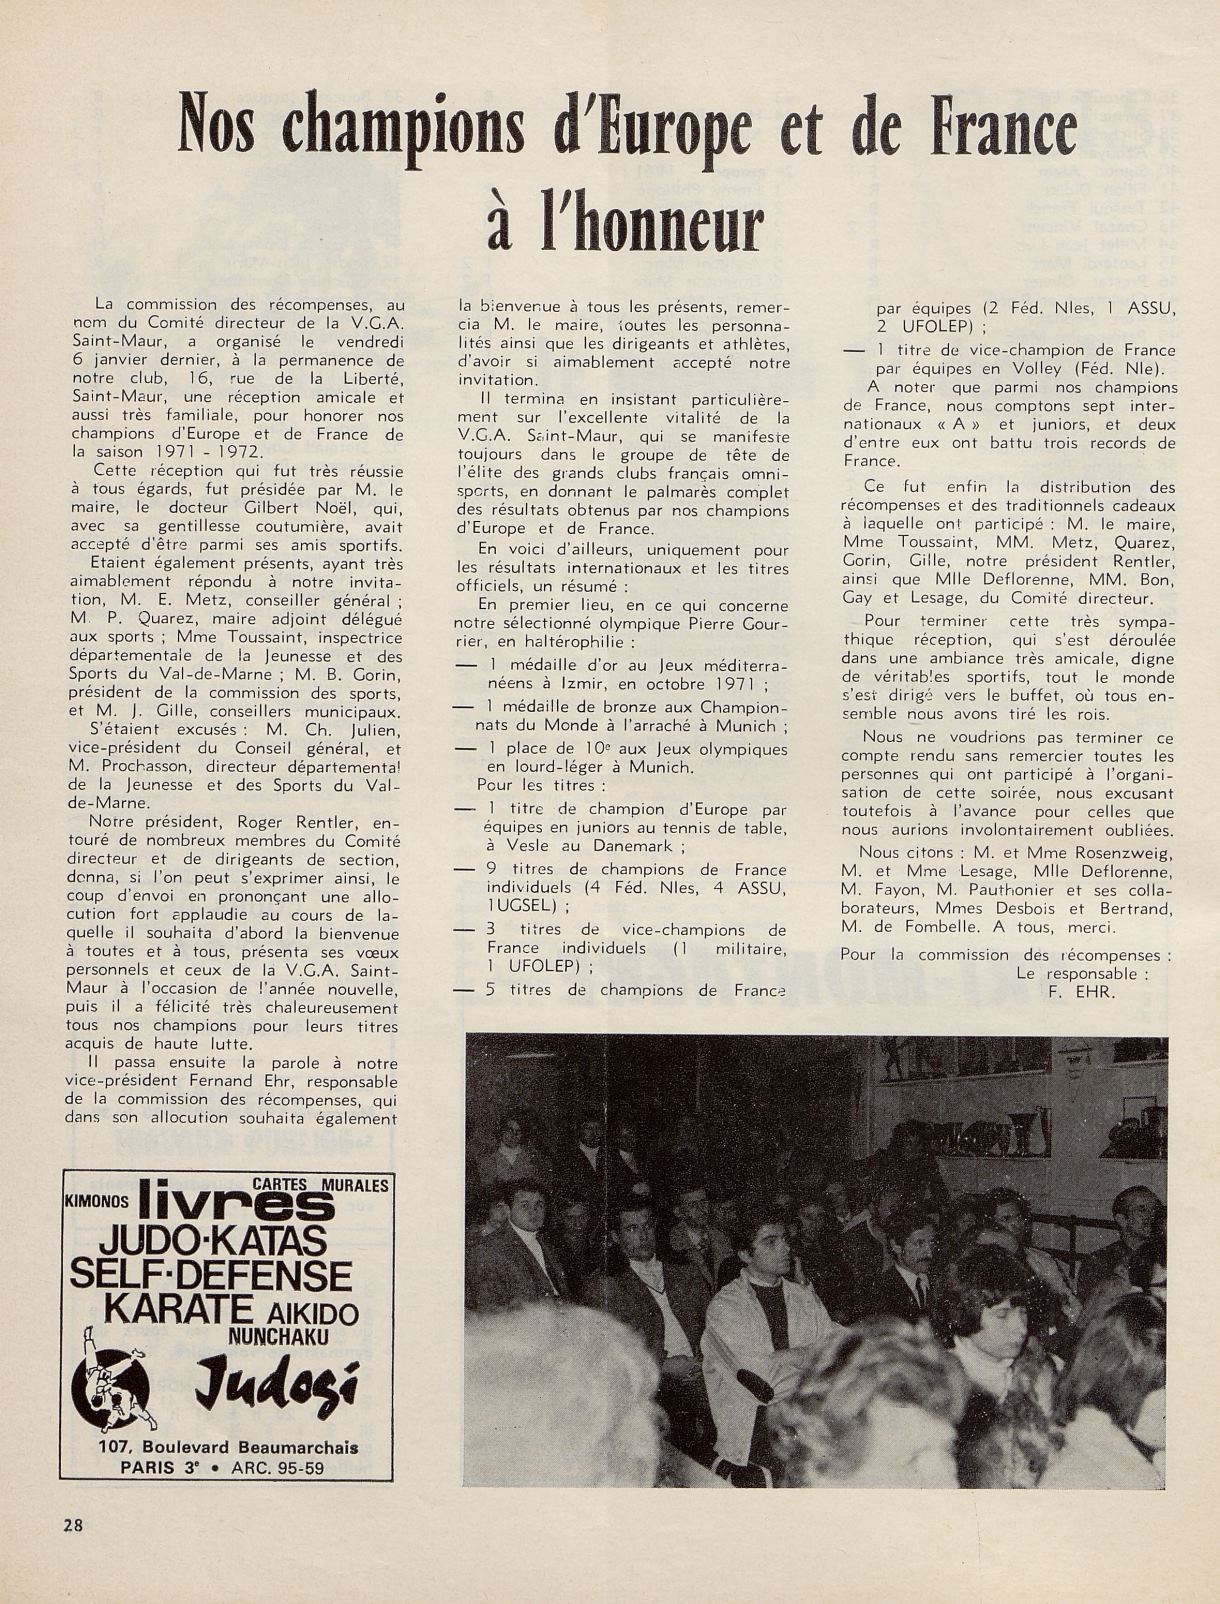 Nos champions d'Europe et de France
à l'honneur
La commission des récompenses, au
nom du Comité directeur de la V.G.A.
Saint-Maur, a organisé le vendredi
6 janvier dernier, à la permanence de
notre club, 16, rue de la Liberté,
Saint-Maur, une réception amicale et
aussi très familiale, pour honorer nos
champions d'Europe et de France de
la saison 1971 - 1972.
Cette réception qui fut très réussie
à tous égards, fut présidée par M. le
maire, le docteur Gilbert Noël, qui,
avec sa gentillesse coutumière, avait
accepté d'être parmi ses amis sportifs.
Etaient également présents, ayant très
aimablement répondu à notre invita-
tion, M. E. Metz, conseiller général ;
M. P. Quarez, maire adjoint délégué
aux sports ; Mme Toussaint, inspectrice
départementale de la Jeunesse et des
Sports du Val-de-Marne ; M. B. Gorin,
président de la commission des sports,
et M. J. Gille, conseillers municipaux.
S'étaient excusés : M. Ch. Julien,
vice-président du Conseil général, et
M. Prochasson, directeur départemental
de la Jeunesse et des Sports du Val-
de-Marne.
Notre président, Roger Rentler, en-
touré de nombreux membres du Comité
directeur et de dirigeants de section,
donna, si l'on peut s'exprimer ainsi, le
coup d'envoi en prononçant une allo-
cution fort applaudie au cours de la-
quelle il souhaita d'abord la bienvenue
à toutes et à tous, présenta ses vœux
personnels et ceux de la V.G.A. Saint-
Maur à l'occasion de l'année nouvelle,
puis il a félicité très chaleureusement
tous nos champions pour leurs titres
acquis de haute lutte.
Il passa ensuite la parole à notre
vice-président Fernand Ehr, responsable
de la commission des récompenses, qui
dans son allocution souhaita également
la bienvenue à tous les présents, remer-
cia M. le maire, toutes les personna-
lités ainsi que les dirigeants et athlètes,
d'avoir si aimablement accepté notre
invitation.
Il termina en insistant particulière-
ment sur l'excellente vitalité de la
V.G.A. Saint-Maur, qui se manifeste
toujours dans le groupe de tête de
l'élite des grands clubs français omni-
sports, en donnant le palmarès complet
des résultats obtenus par nos champions
d'Europe et de France.
En voici d'ailleurs, uniquement pour
les résultats internationaux et les titres
officiels, un résumé :
En premier lieu, en ce qui concerne
notre sélectionné olympique Pierre Gour-
rier, en haltérophilie :
— 1 médaille d'or au Jeux méditerra-
néens à Izmir, en octobre 1971 ;
— 1 médaille de bronze aux Champion-
nats du Monde à l'arraché à Munich ;
— 1 place de 10e aux Jeux olympiques
en lourd-léger à Munich.
Pour les titres :
— 1 titre de champion d'Europe par
équipes en juniors au tennis de table,
à Vesle au Danemark ;
— 9 titres de champions de France
individuels (4 Féd. Nles, 4 ASSU,
1UGSEL) ;
— 3 titres de vice-champions de
France individuels (1 militaire,
1 UFOLEP) ;
— 5 titres de champions de France
par équipes (2 Féd. Nles, 1 ASSU,
2 UFOLEP) ;
— 1 titre de vice-champion de France
par équipes en Volley (Féd. Nle).
A noter que parmi nos champions
de France, nous comptons sept inter-
nationaux « A » et juniors, et deux
d'entre eux ont battu trois records de
France.
Ce fut enfin la distribution des
récompenses et des traditionnels cadeaux
à laquelle ont participé : M. le maire,
Mme Toussaint, MM. Metz, Quarez,
Gorin, Gille, notre président Rentler,
ainsi que Mlle Deflorenne, MM. Bon,
Gay et Lesage, du Comité directeur.
Pour terminer cette très sympa-
thique réception, qui s'est déroulée
dans une ambiance très amicale, digne
de véritables sportifs, tout le monde
s'est dirigé vers le buffet, où tous en-
semble nous avons tiré les rois.
Nous ne voudrions pas terminer ce
compte rendu sans remercier toutes les
personnes qui ont participé à l'organi-
sation de cette soirée, nous excusant
toutefois à l'avance pour celles que
nous aurions involontairement oubliées.
Nous citons : M. et Mme Rosenzweig,
M. et Mme Lesage, Mlle Deflorenne,
M. Fayon, M. Pauthonier et ses colla-
borateurs, Mmes Desbois et Bertrand,
M. de Fombelle. A tous, merci.
Pour la commission des récompenses :
Le responsable :
F. EHR.
CARTES MURALES
KIMONOS livres
JUDO·KATAS
SELF-DEFENSE
KARATE AIKIDO
NUNCHAKU
Judogi
107, Boulevard Beaumarchais
PARIS 3e • ARC. 95-59
28